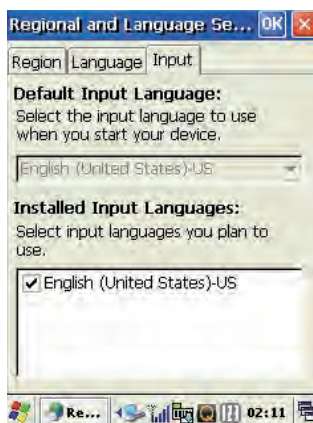 Regional and Language Se... OK
Region Language Input
Default Input Language:
Select the input language to use
when you start your device.
English (United States)-US
Installed Input Languages:
Select input languages you plan to
use.
English (United States)-US
Re... 02:11